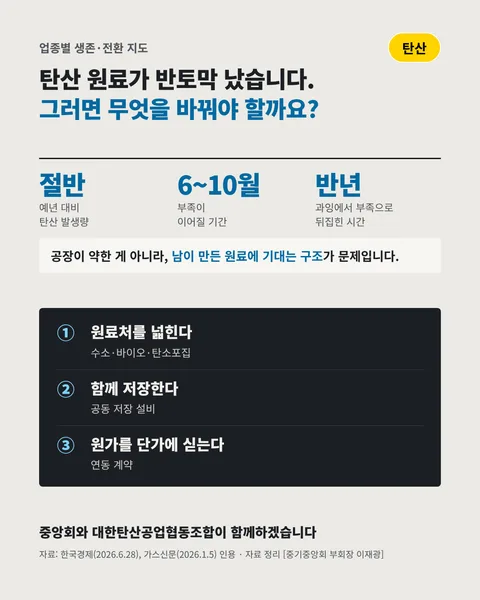 업종별 생존·전환 지도
탄산
탄산 원료가 반토막 났습니다.
그러면 무엇을 바꿔야 할까요?
절반
예년 대비
탄산 발생량
6~10월
부족이
이어질 기간
반년
과잉에서 부족으로
뒤집힌 시간
공장이 약한 게 아니라, 남이 만든 원료에 기대는 구조가 문제입니다.
① 원료처를 넓힌다
수소·바이오·탄소포집
② 함께 저장한다
공동 저장 설비
③ 원가를 단가에 싣는다
연동 계약
중앙회와 대한탄산공업협동조합이 함께하겠습니다
자료: 한국경제(2026.6.28), 가스신문(2026.1.5) 인용 · 자료 정리 [중기중앙회 부회장 이재광]